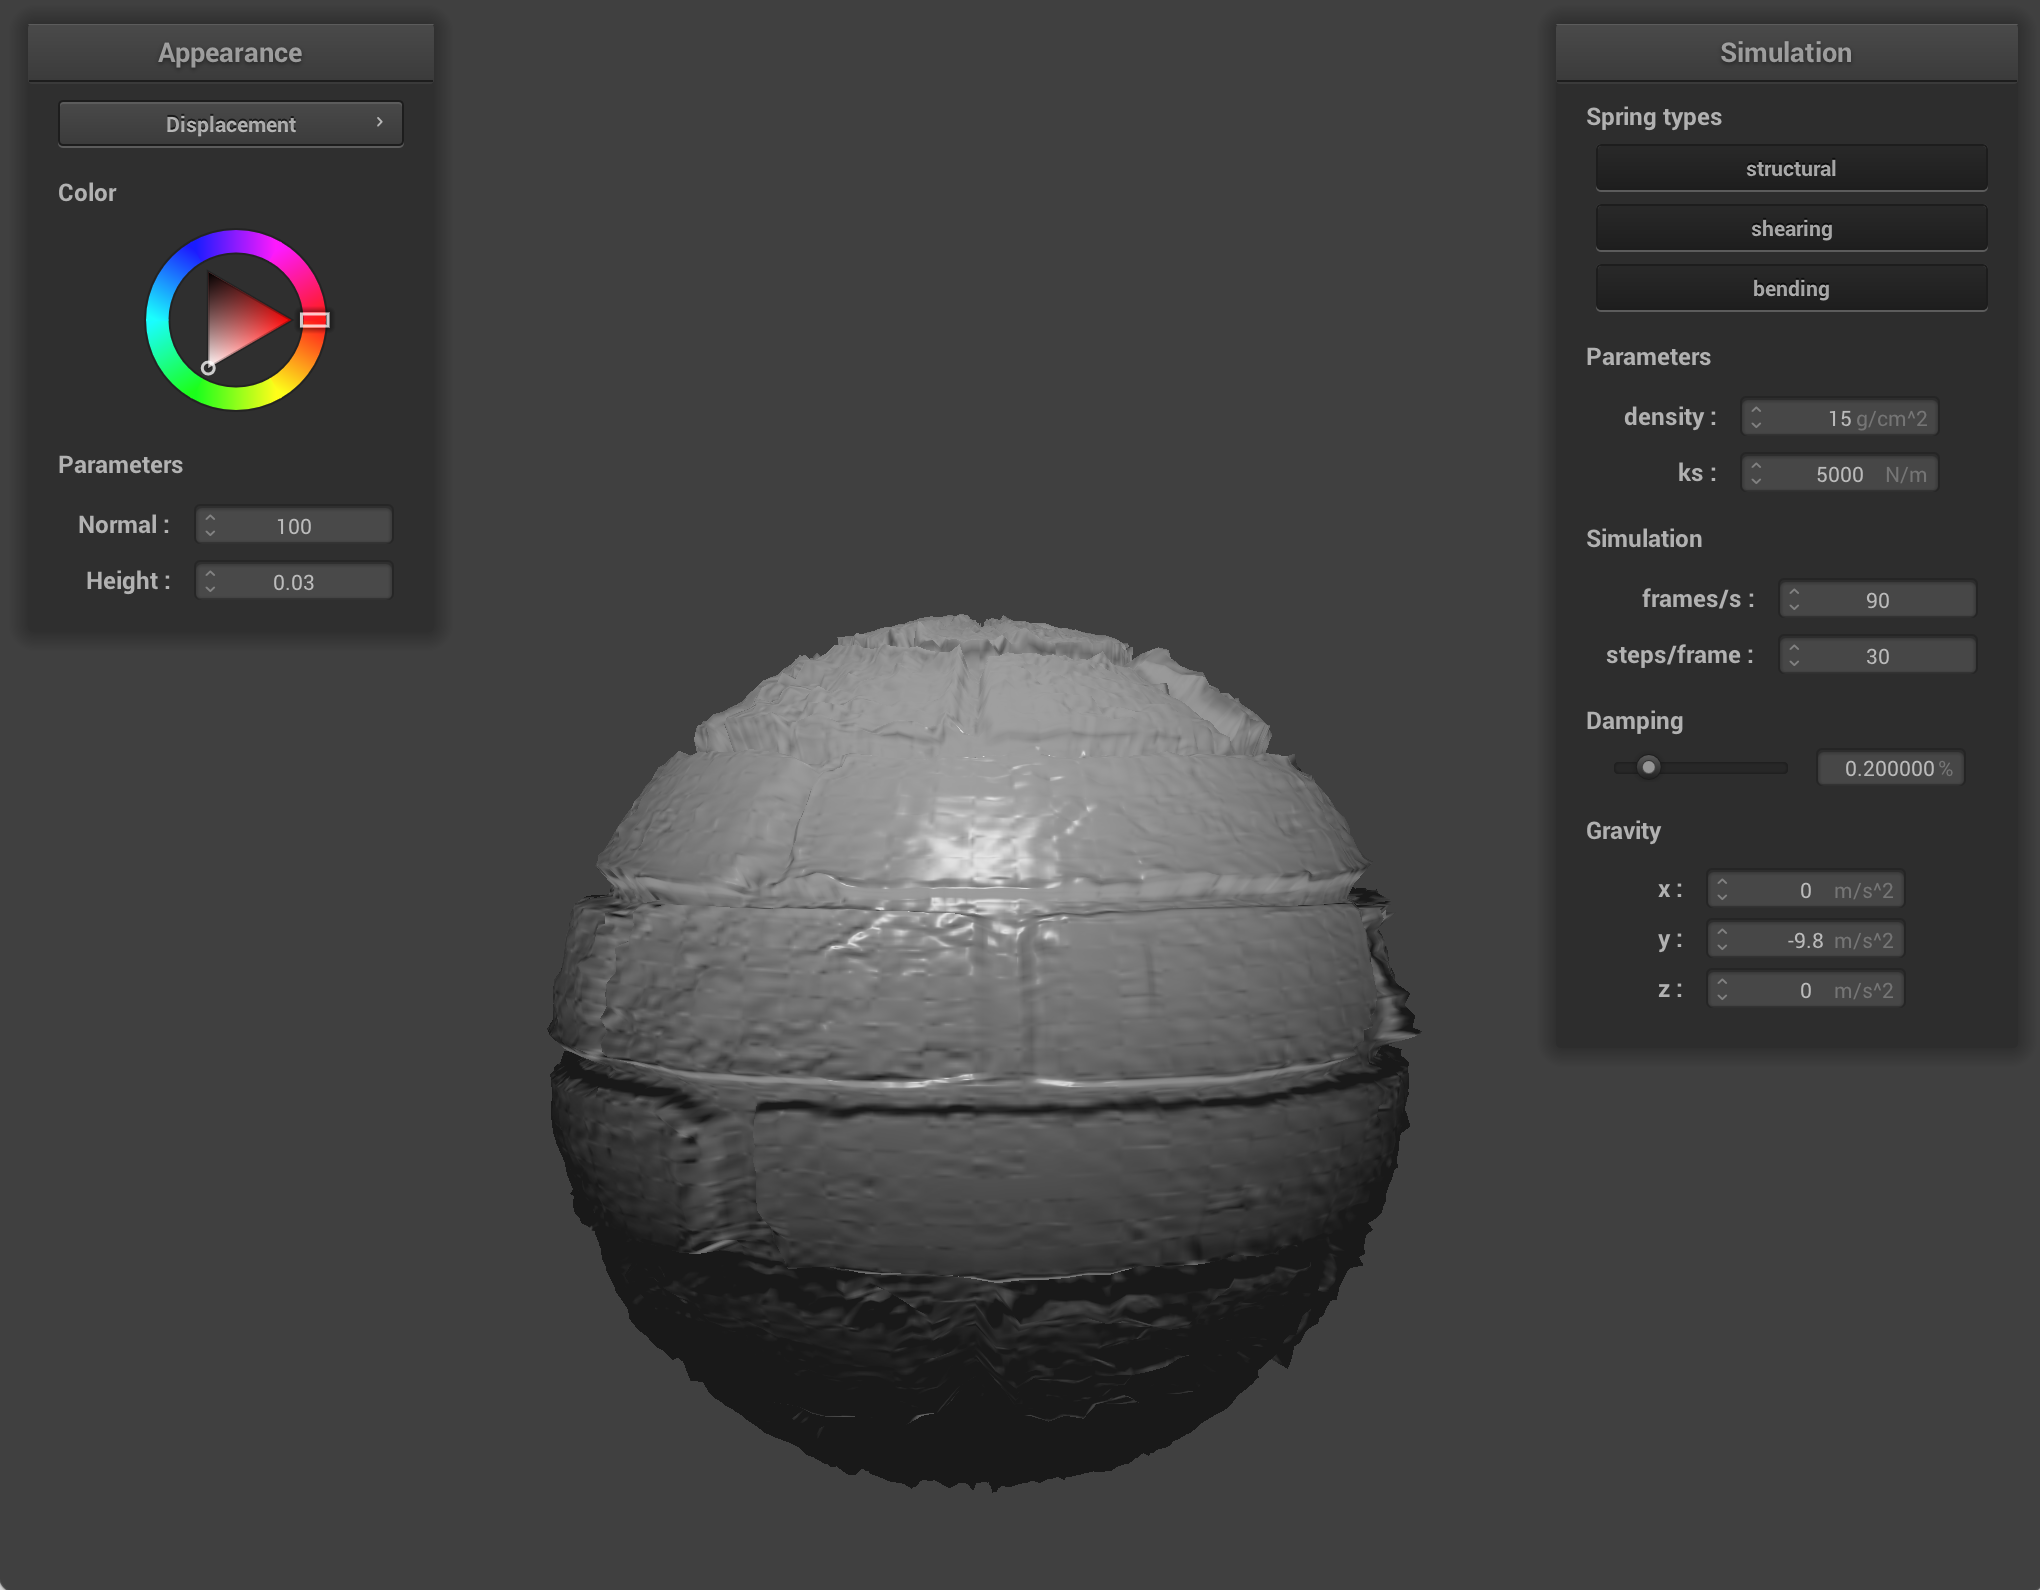 Appearance
Displacement
Color
Parameters
Normal : 100
Height : 0.03
Simulation
Spring types
structural
shearing
bending
Parameters
density : 15 g/cm^2
ks : 5000 N/m
Simulation
frames/s : 90
steps/frame : 30
Damping
0.200000 %
Gravity
x : 0 m/s^2
y : -9.8 m/s^2
z : 0 m/s^2